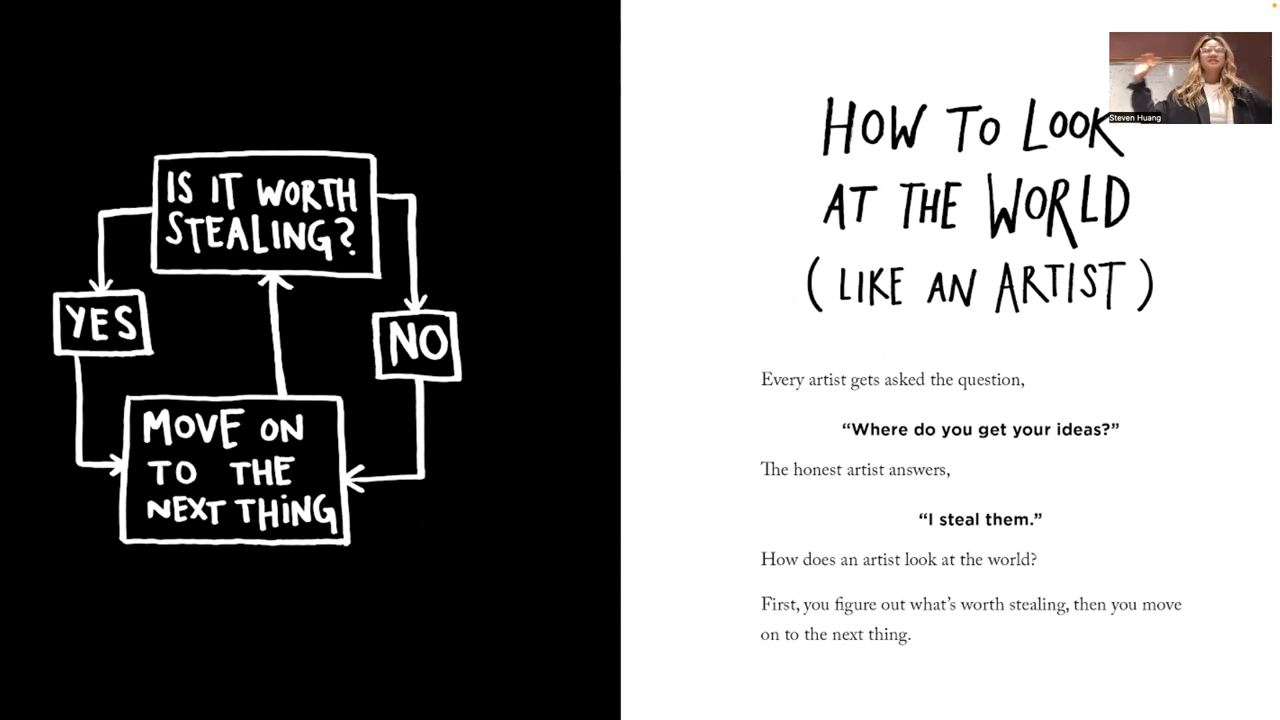 IS IT WORTH
STEALING?
YES
NO
MOVE ON
TO THE
NEXT THiNG
HOW TO LOOK
AT THE WORLD
(LIKE AN ARTIST)
Steven Huang
Every artist gets asked the question,
“Where do you get your ideas?”
The honest artist answers,
“I steal them.”
How does an artist look at the world?
First, you figure out what’s worth stealing, then you move
on to the next thing.